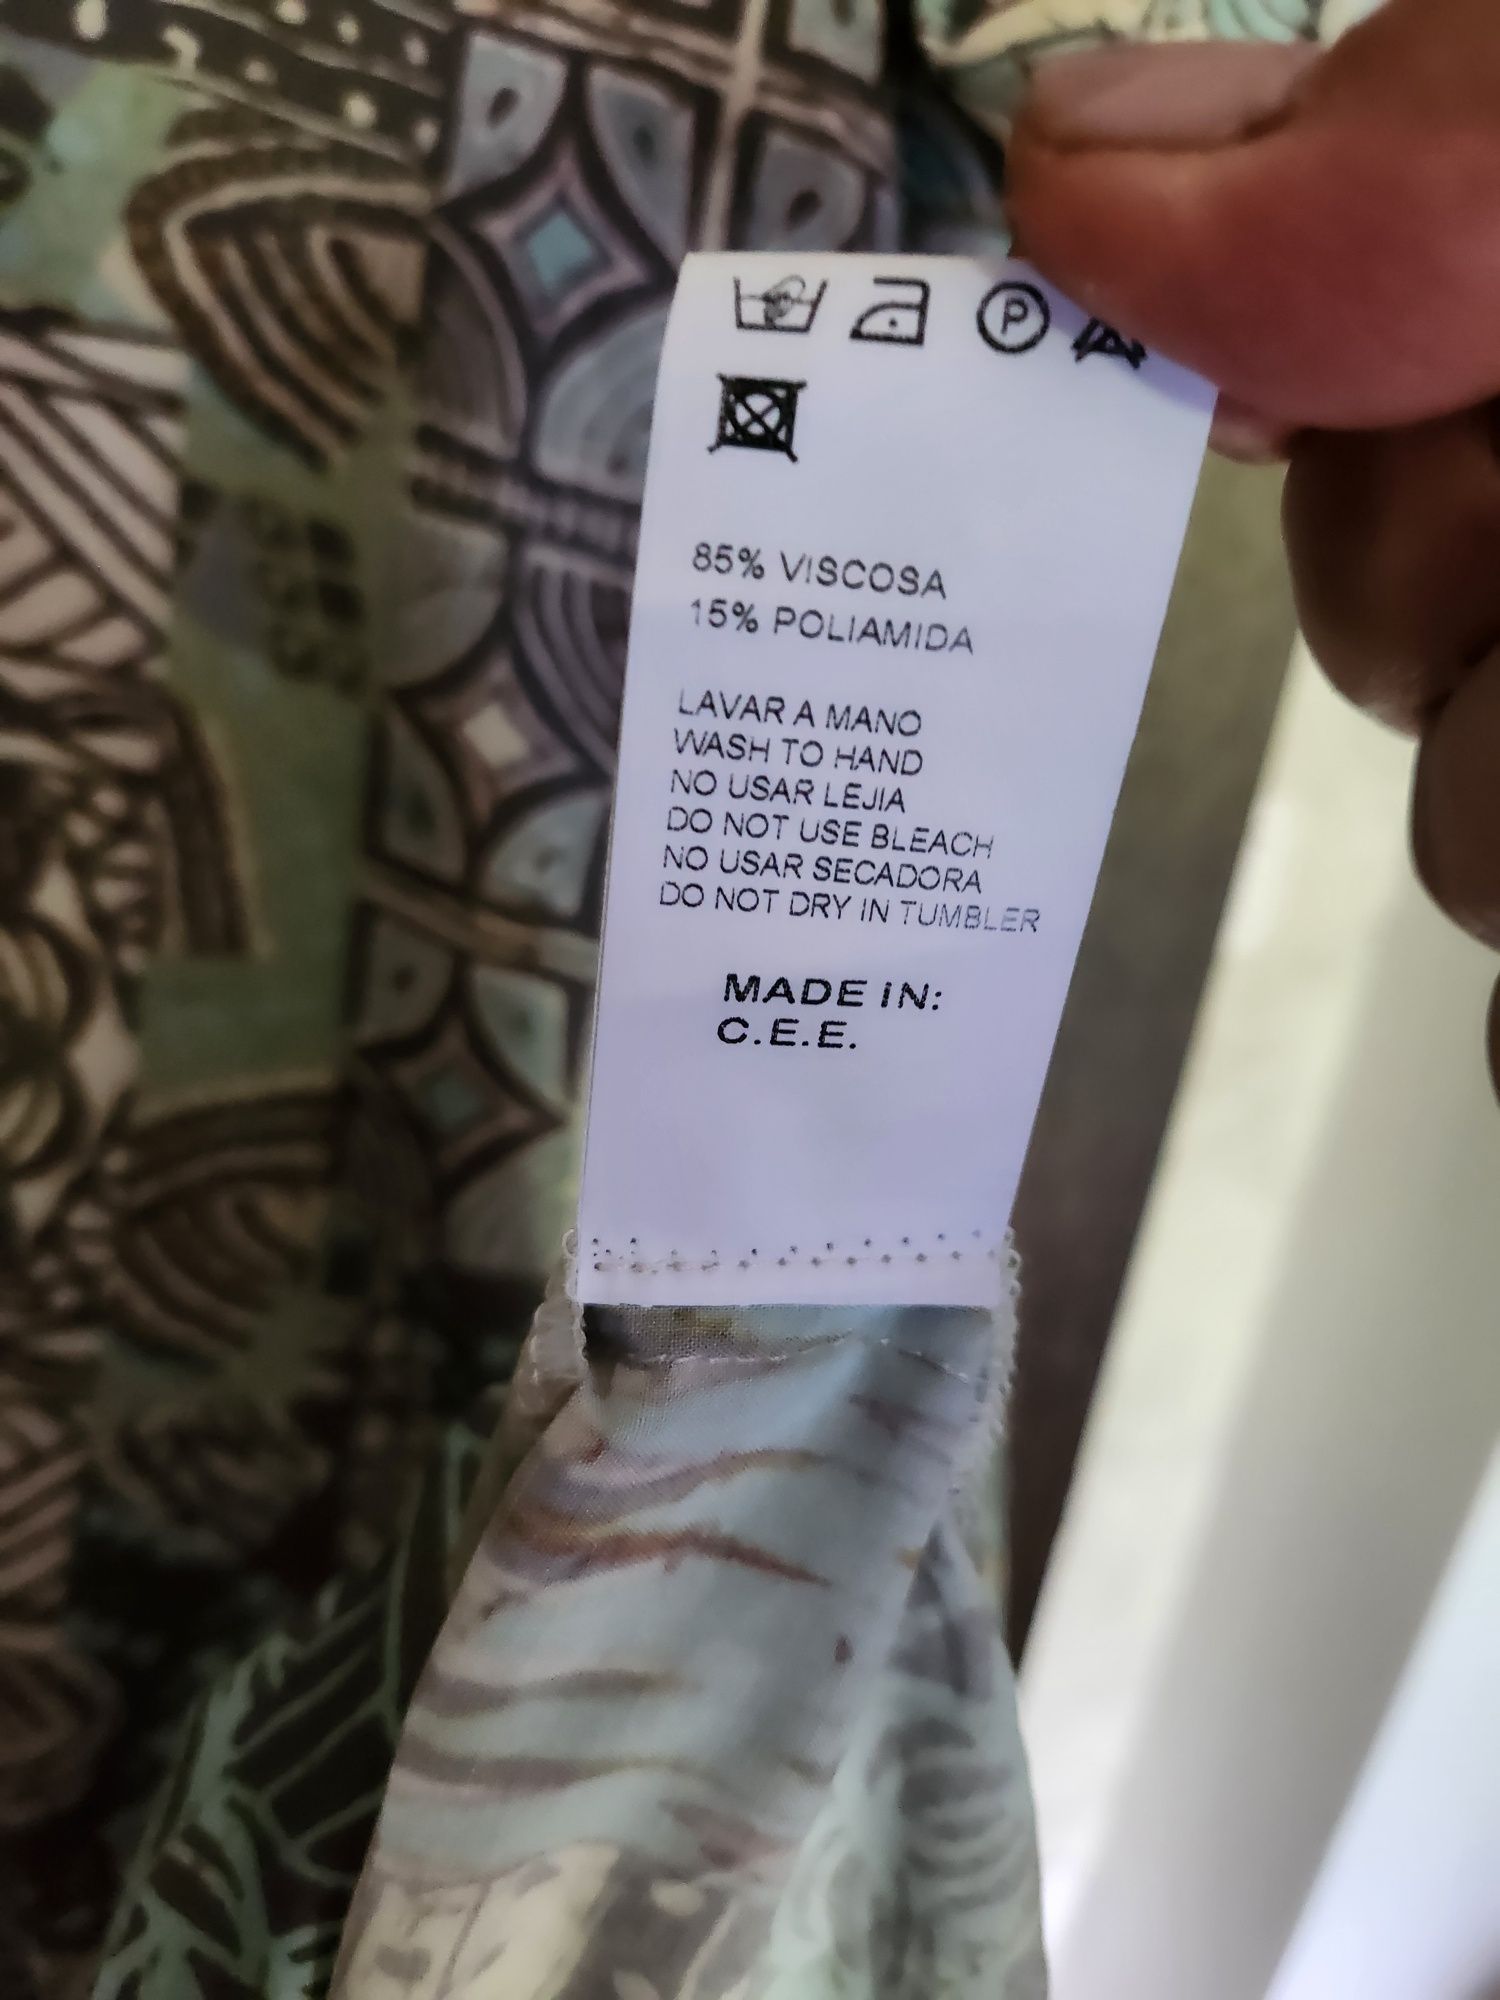 P
85% VISCOSA
15% POLIAMIDA
LAVAR A MANO
WASH TO HAND
NO USAR LEJIA
DO NOT USE BLEACH
NO USAR SECADORA
DO NOT DRY IN TUMBLER
MADE IN:
C.E.E.